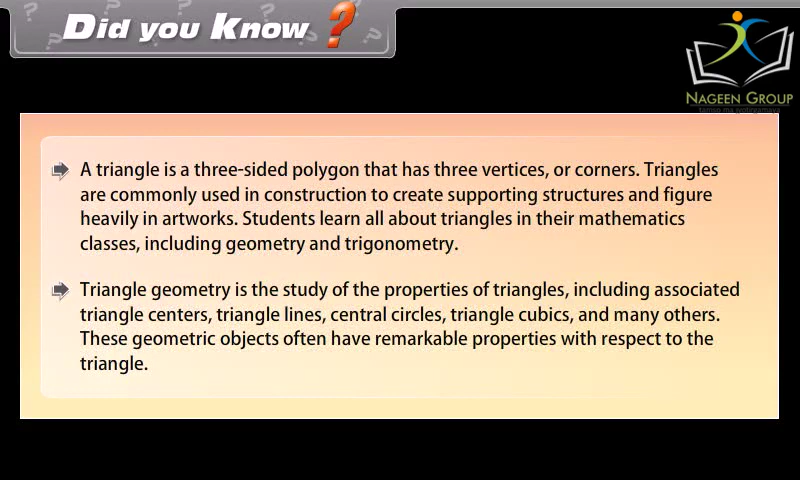 Did you Know ?
NAGEEN GROUP
A triangle is a three-sided polygon that has three vertices, or corners. Triangles
are commonly used in construction to create supporting structures and figure
heavily in artworks. Students learn all about triangles in their mathematics
classes, including geometry and trigonometry.
Triangle geometry is the study of the properties of triangles, including associated
triangle centers, triangle lines, central circles, triangle cubics, and many others.
These geometric objects often have remarkable properties with respect to the
triangle.